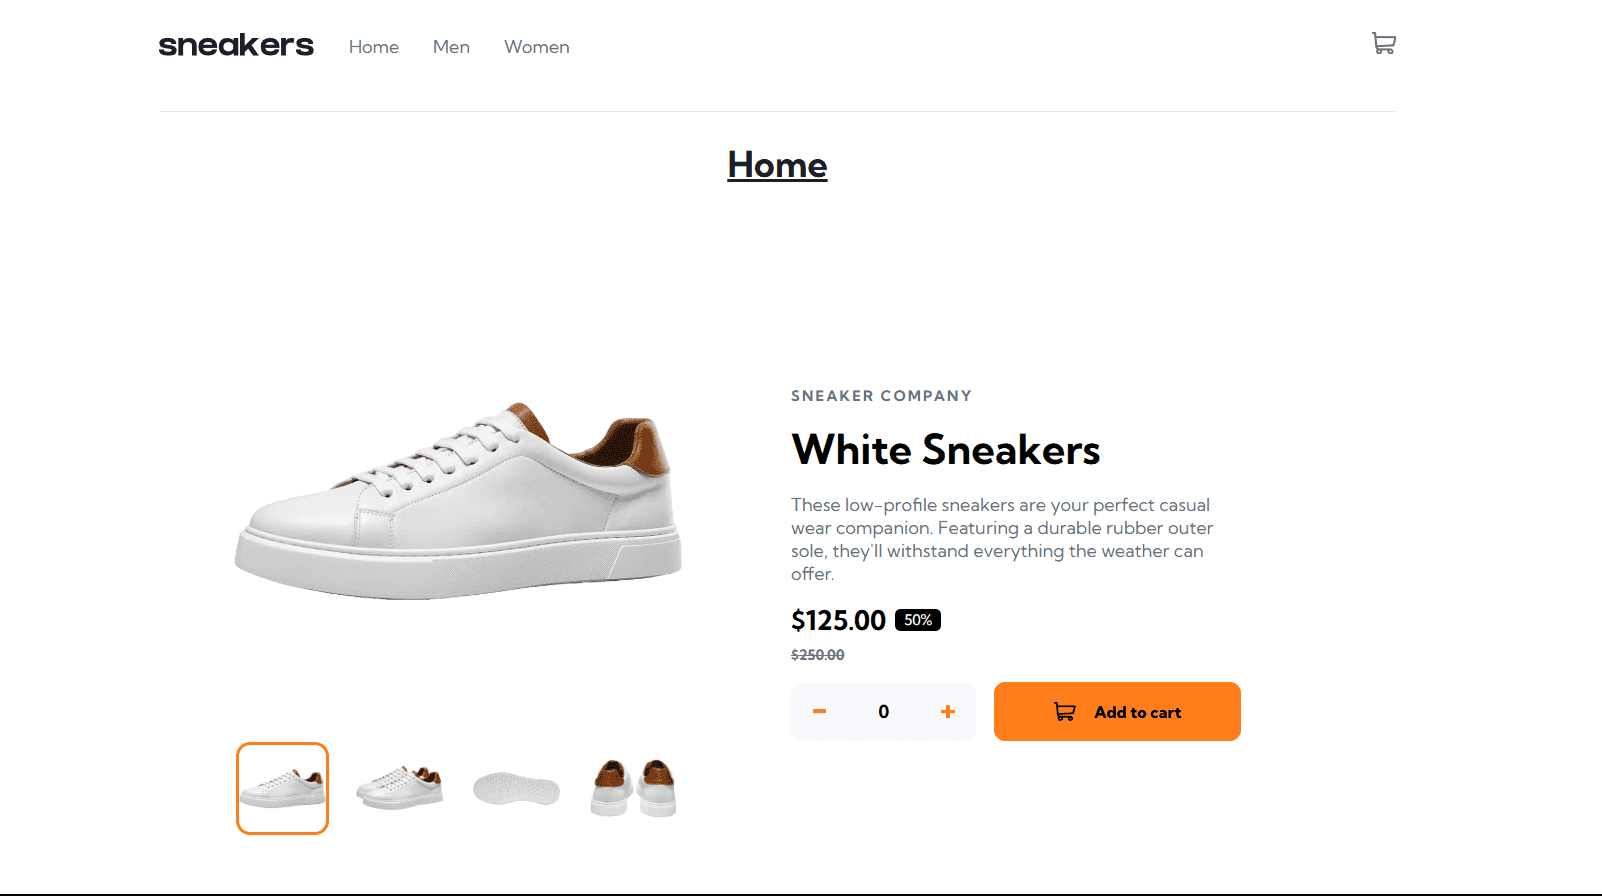 sneakers Home Men Women
Home
SNEAKER COMPANY
White Sneakers
These low-profile sneakers are your perfect casual
wear companion. Featuring a durable rubber outer
sole, they'll withstand everything the weather can
offer.
$125.00 50%
$250.00
0 Add to cart